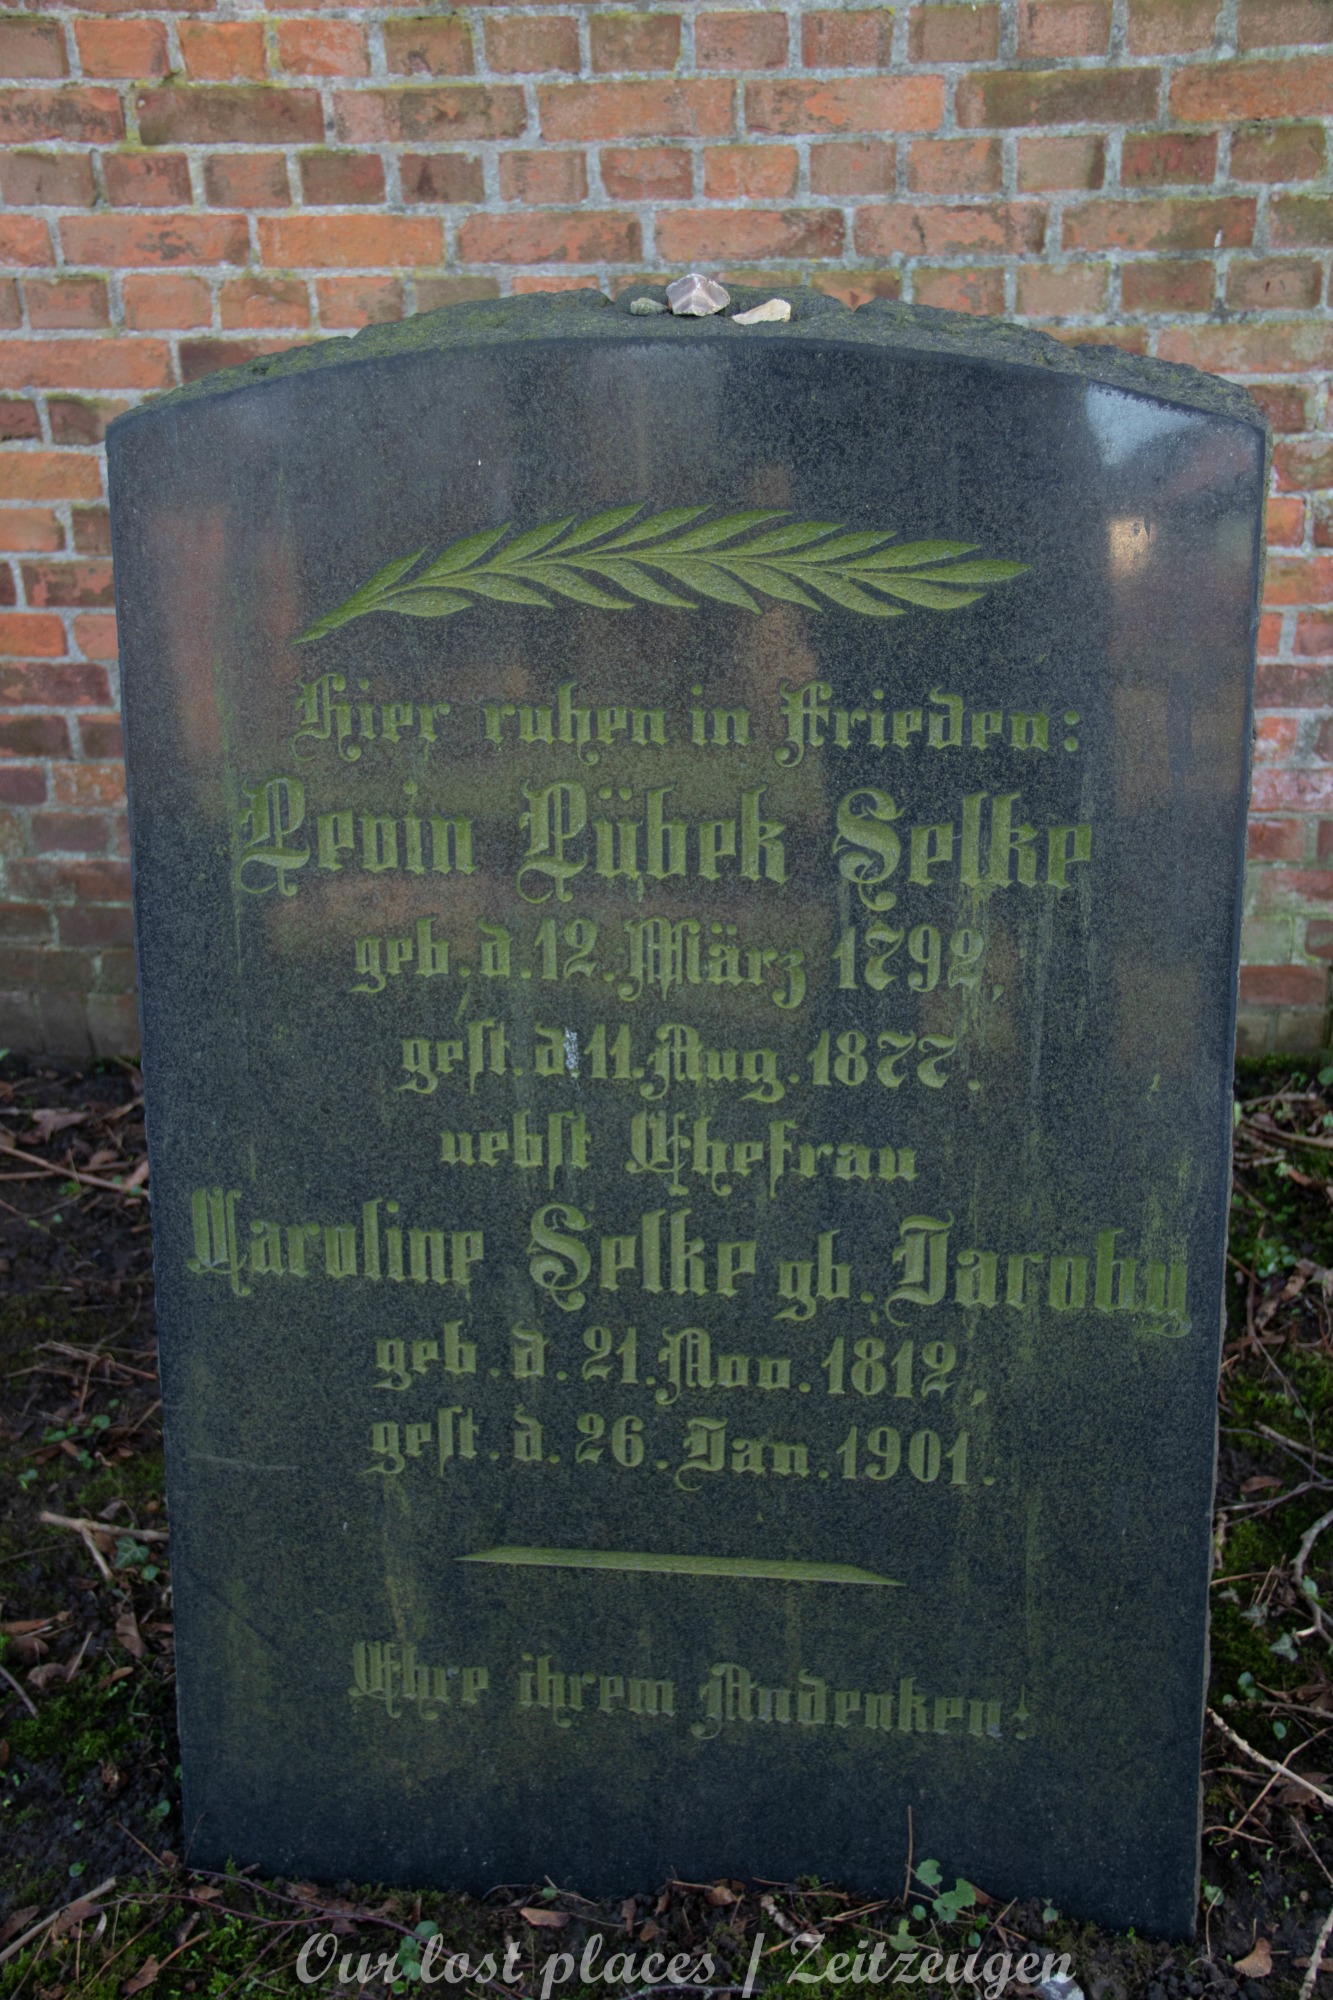 Hier ruhen in Frieden:
Levin Lübek Selke
geb. d. 12. März 1792,
gest. d. 11. Aug. 1877.
nebst Ehefrau
Caroline Selke gb. Jacoby
geb. d. 21. Nov. 1812,
gest. d. 26. Jan. 1901.
Ehre ihrem Andenken!
Our lost places / Zeitzeugen